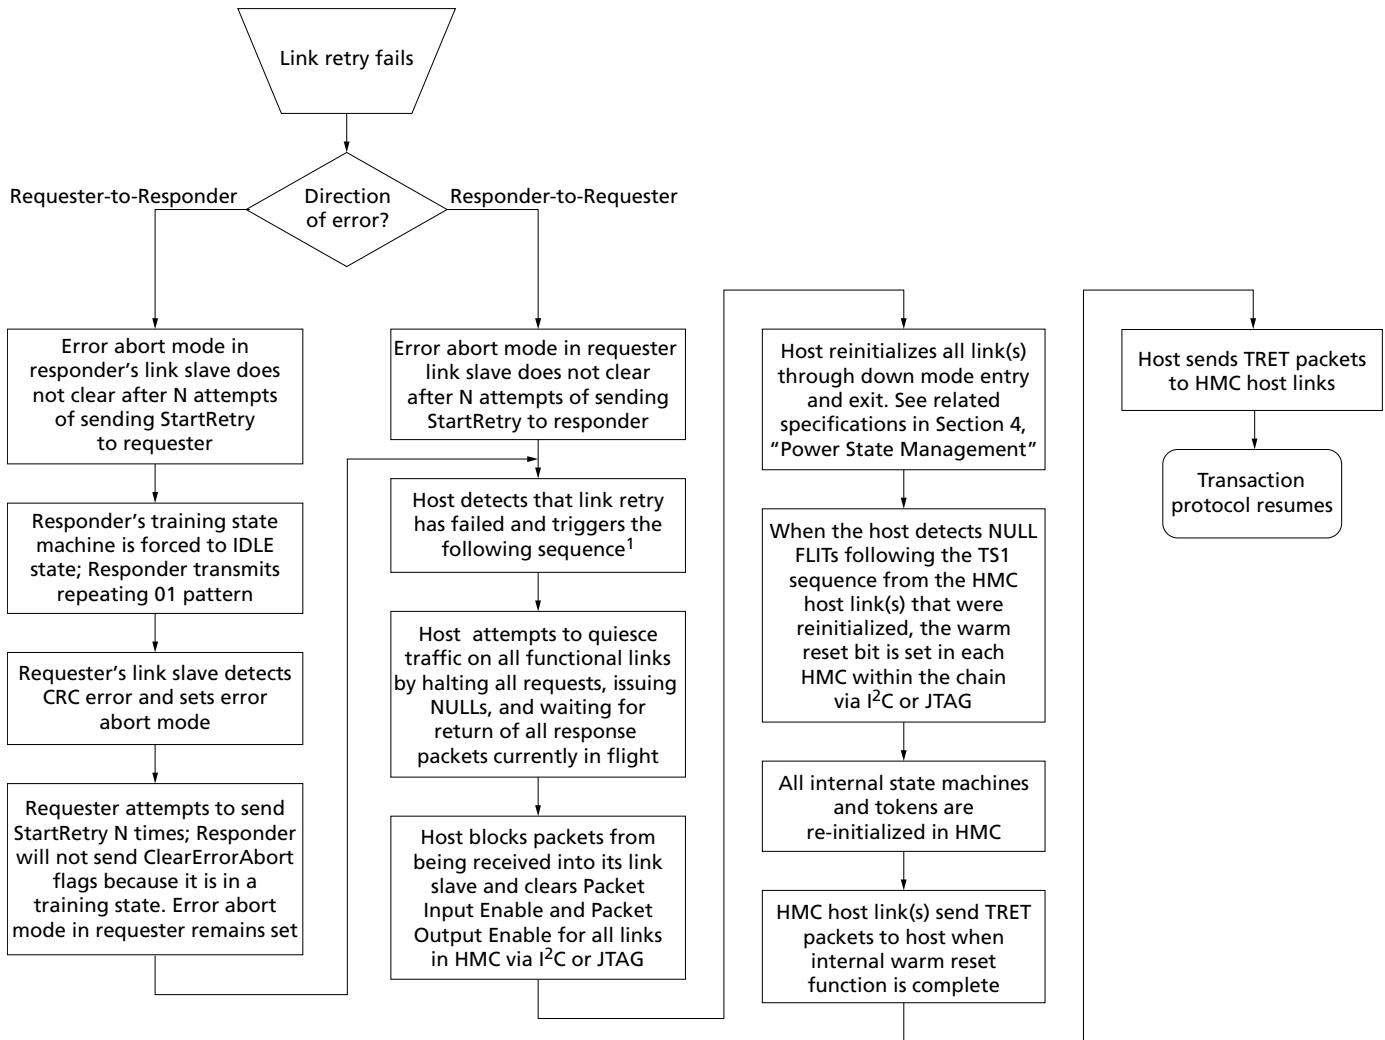 Link retry fails
Requester-to-Responder
Direction
of error?
Responder-to-Requester
Error abort mode in
responder's link slave does
not clear after N attempts
of sending StartRetry
to requester
Responder's training state
machine is forced to IDLE
state; Responder transmits
repeating 01 pattern
Requester's link slave detects
CRC error and sets error
abort mode
Requester attempts to send
StartRetry N times; Responder
will not send ClearErrorAbort
flags because it is in a
training state. Error abort
mode in requester remains set
Error abort mode in requester
link slave does not clear
after N attempts of sending
StartRetry to responder
Host detects that link retry
has failed and triggers the
following sequence1
Host attempts to quiesce
traffic on all functional links
by halting all requests, issuing
NULLs, and waiting for
return of all response
packets currently in flight
Host blocks packets from
being received into its link
slave and clears Packet
Input Enable and Packet
Output Enable for all links
in HMC via I2C or JTAG
Host reinitializes all link(s)
through down mode entry
and exit. See related
specifications in Section 4,
“Power State Management”
When the host detects NULL
FLITs following the TS1
sequence from the HMC
host link(s) that were
reinitialized, the warm
reset bit is set in each
HMC within the chain
via I2C or JTAG
All internal state machines
and tokens are
re-initialized in HMC
HMC host link(s) send TRET
packets to host when
internal warm reset
function is complete
Host sends TRET packets
to HMC host links
Transaction
protocol resumes